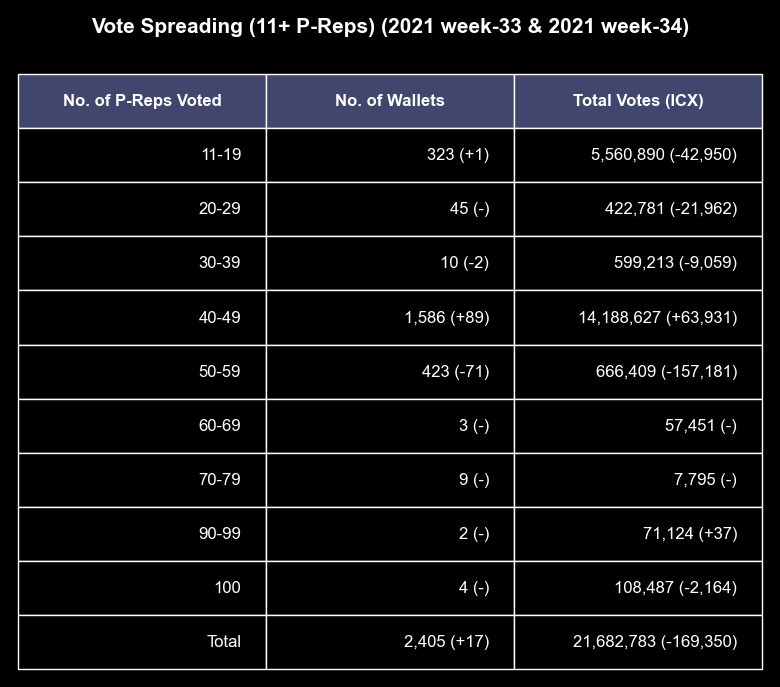 Vote Spreading (11+ P-Reps) (2021 week-33 & 2021 week-34)
No. of P-Reps Voted No. of Wallets Total Votes (ICX)
11-19 323 (+1) 5,560,890 (-42,950)
20-29 45 (-) 422,781 (-21,962)
30-39 10 (-2) 599,213 (-9,059)
40-49 1,586 (+89) 14,188,627 (+63,931)
50-59 423 (-71) 666,409 (-157,181)
60-69 3 (-) 57,451 (-)
70-79 9 (-) 7,795 (-)
90-99 2 (-) 71,124 (+37)
100 4 (-) 108,487 (-2,164)
Total 2,405 (+17) 21,682,783 (-169,350)